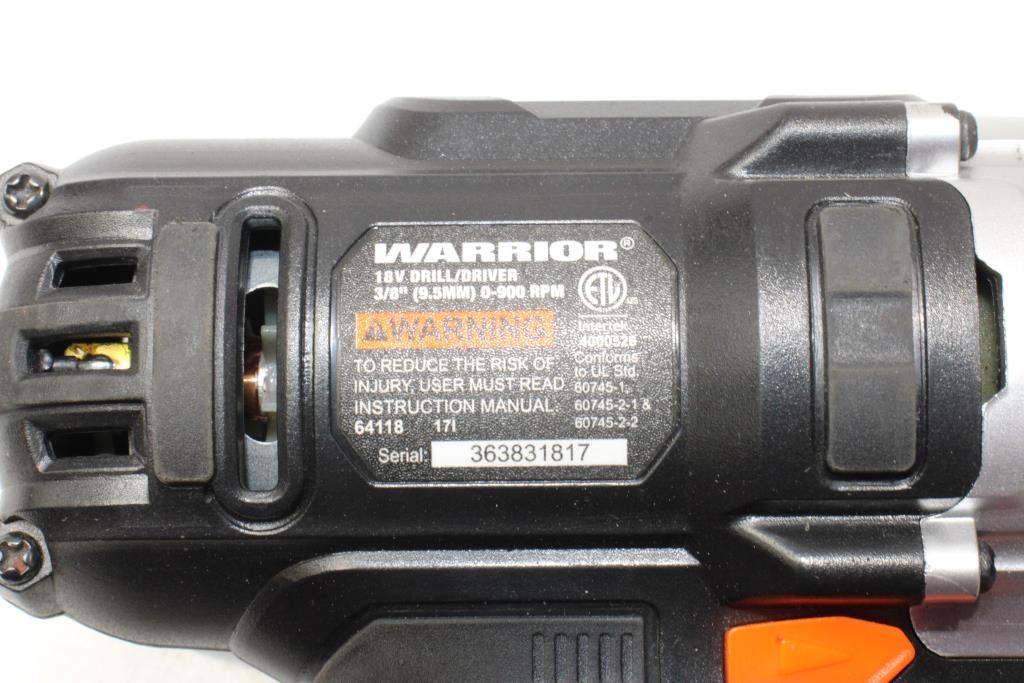 WARRIOR®
18V DRILL/DRIVER
3/8" (9.5MM) 0-900 RPM
WARNING
TO REDUCE THE RISK OF
INJURY, USER MUST READ
INSTRUCTION MANUAL.
64118 17I
ETL
US
Intertek
4000526
Conforms
to UL Std.
60745-1,
60745-2-1 &
60745-2-2
Serial: 363831817